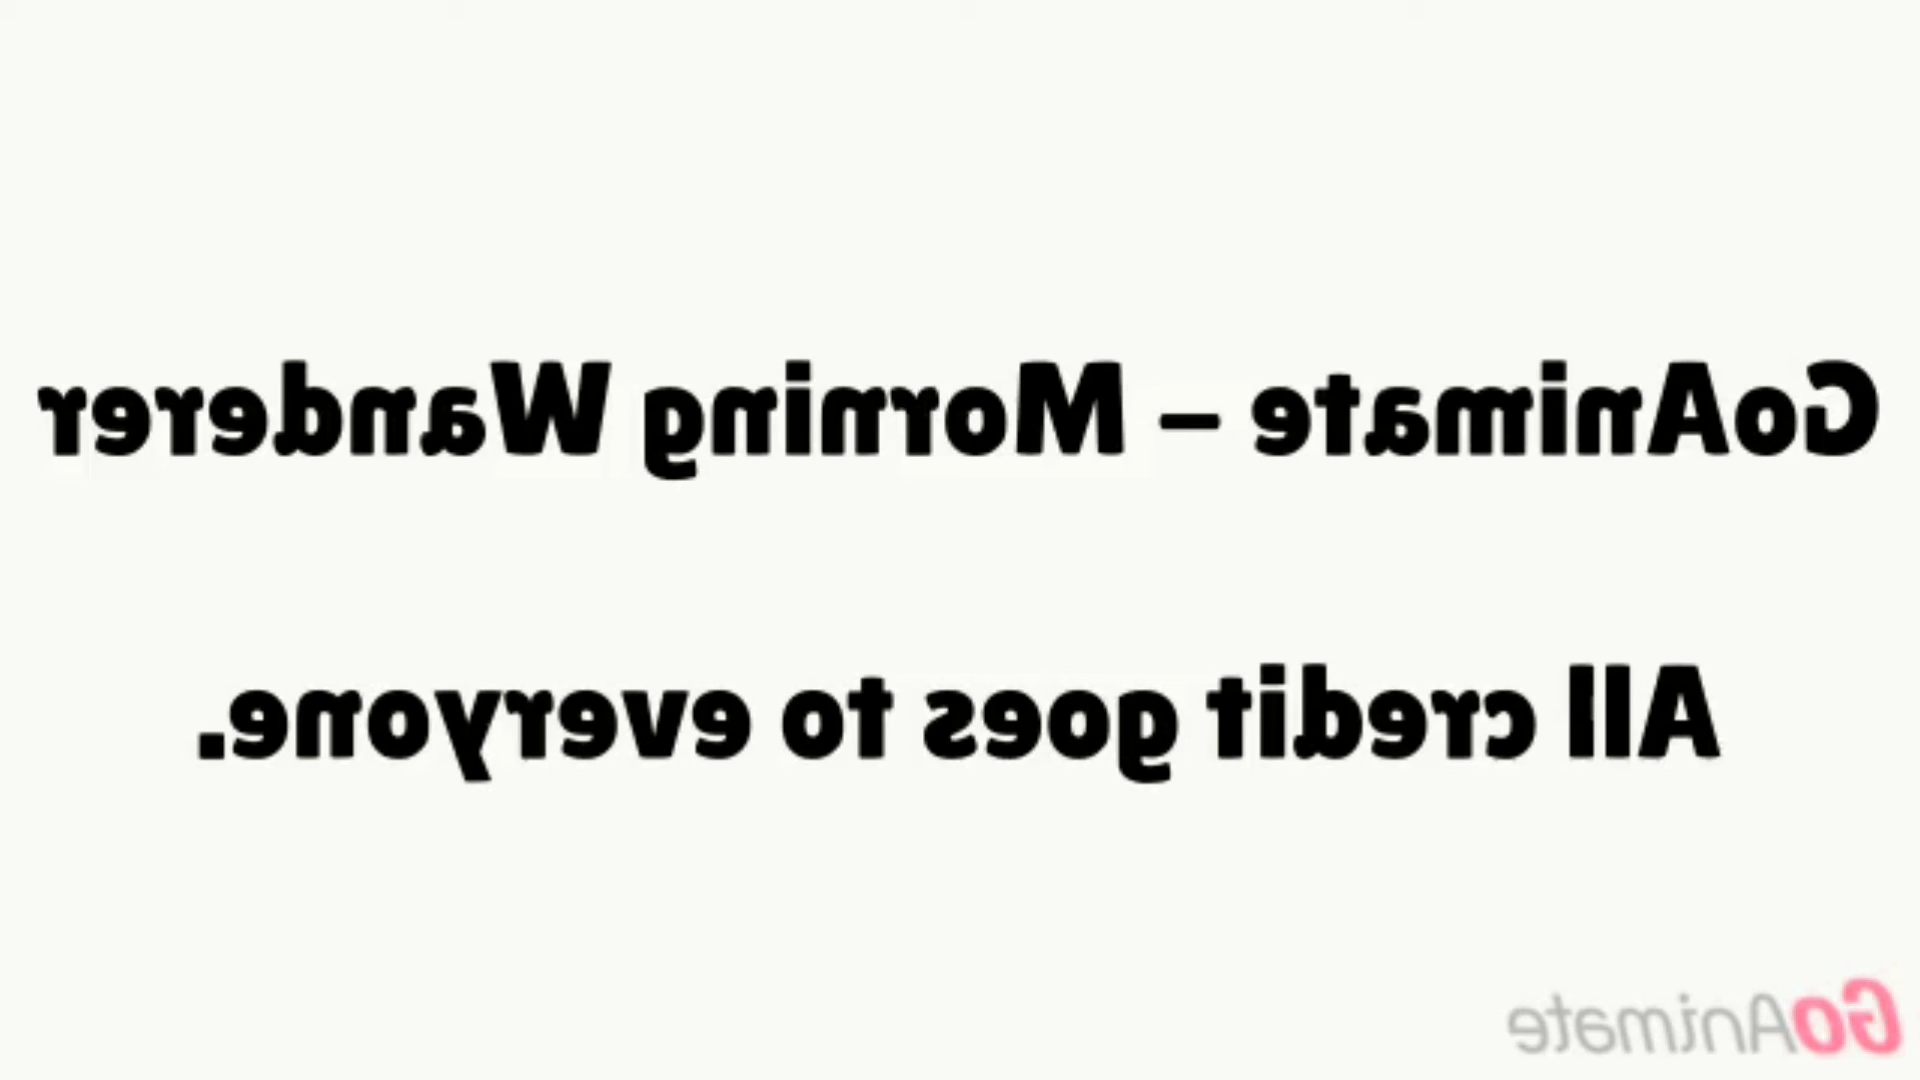 GoAnimate – Morning Wanderer
All credit goes to everyone.
GoAnimate